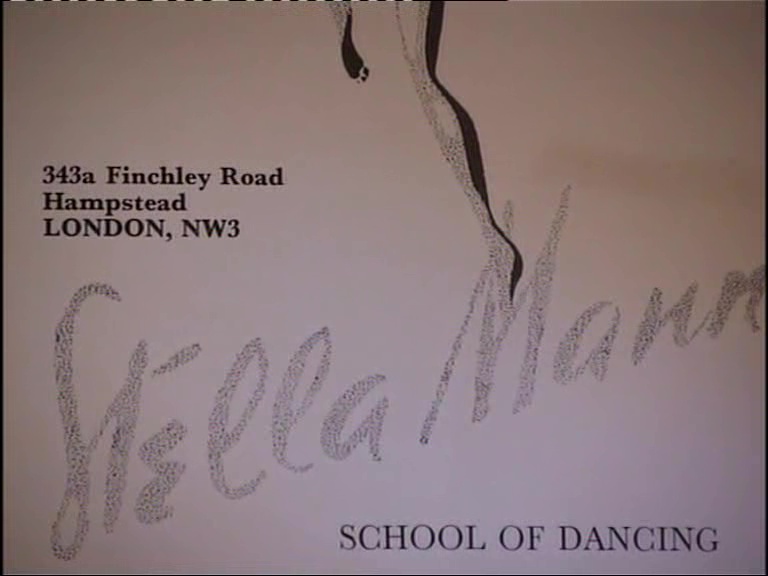 343a Finchley Road
Hampstead
LONDON, NW3
Stella Mann
SCHOOL OF DANCING